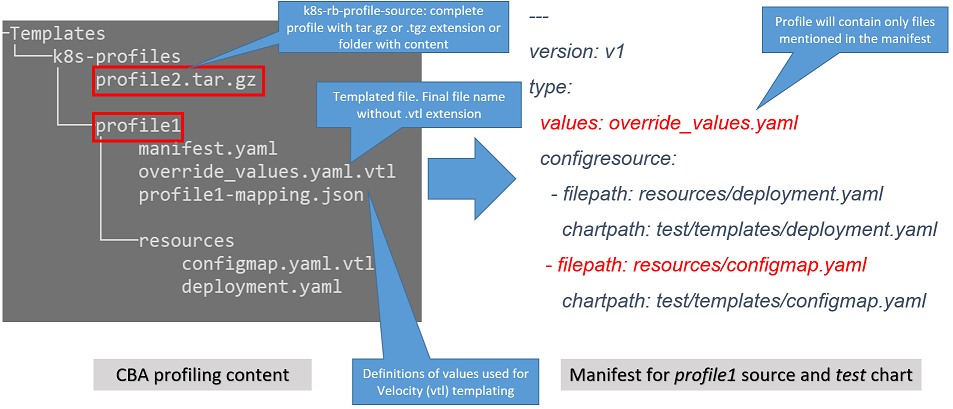 k8s-rb-profile-source: complete
profile with tar.gz or .tgz extension or
folder with content
Templates
k8s-profiles
profile2.tar.gz
Templated file. Final file name
without .vtl extension
profile1
manifest.yaml
override_values.yaml.vtl
profile1-mapping.json
resources
configmap.yaml.vtl
deployment.yaml
Definitions of values used for
Velocity (vtl) templating
CBA profiling content
---
version: v1
type:
Profile will contain only files
mentioned in the manifest
values: override_values.yaml
configresource:
- filepath: resources/deployment.yaml
chartpath: test/templates/deployment.yaml
- filepath: resources/configmap.yaml
chartpath: test/templates/configmap.yaml
Manifest for profile1 source and test chart